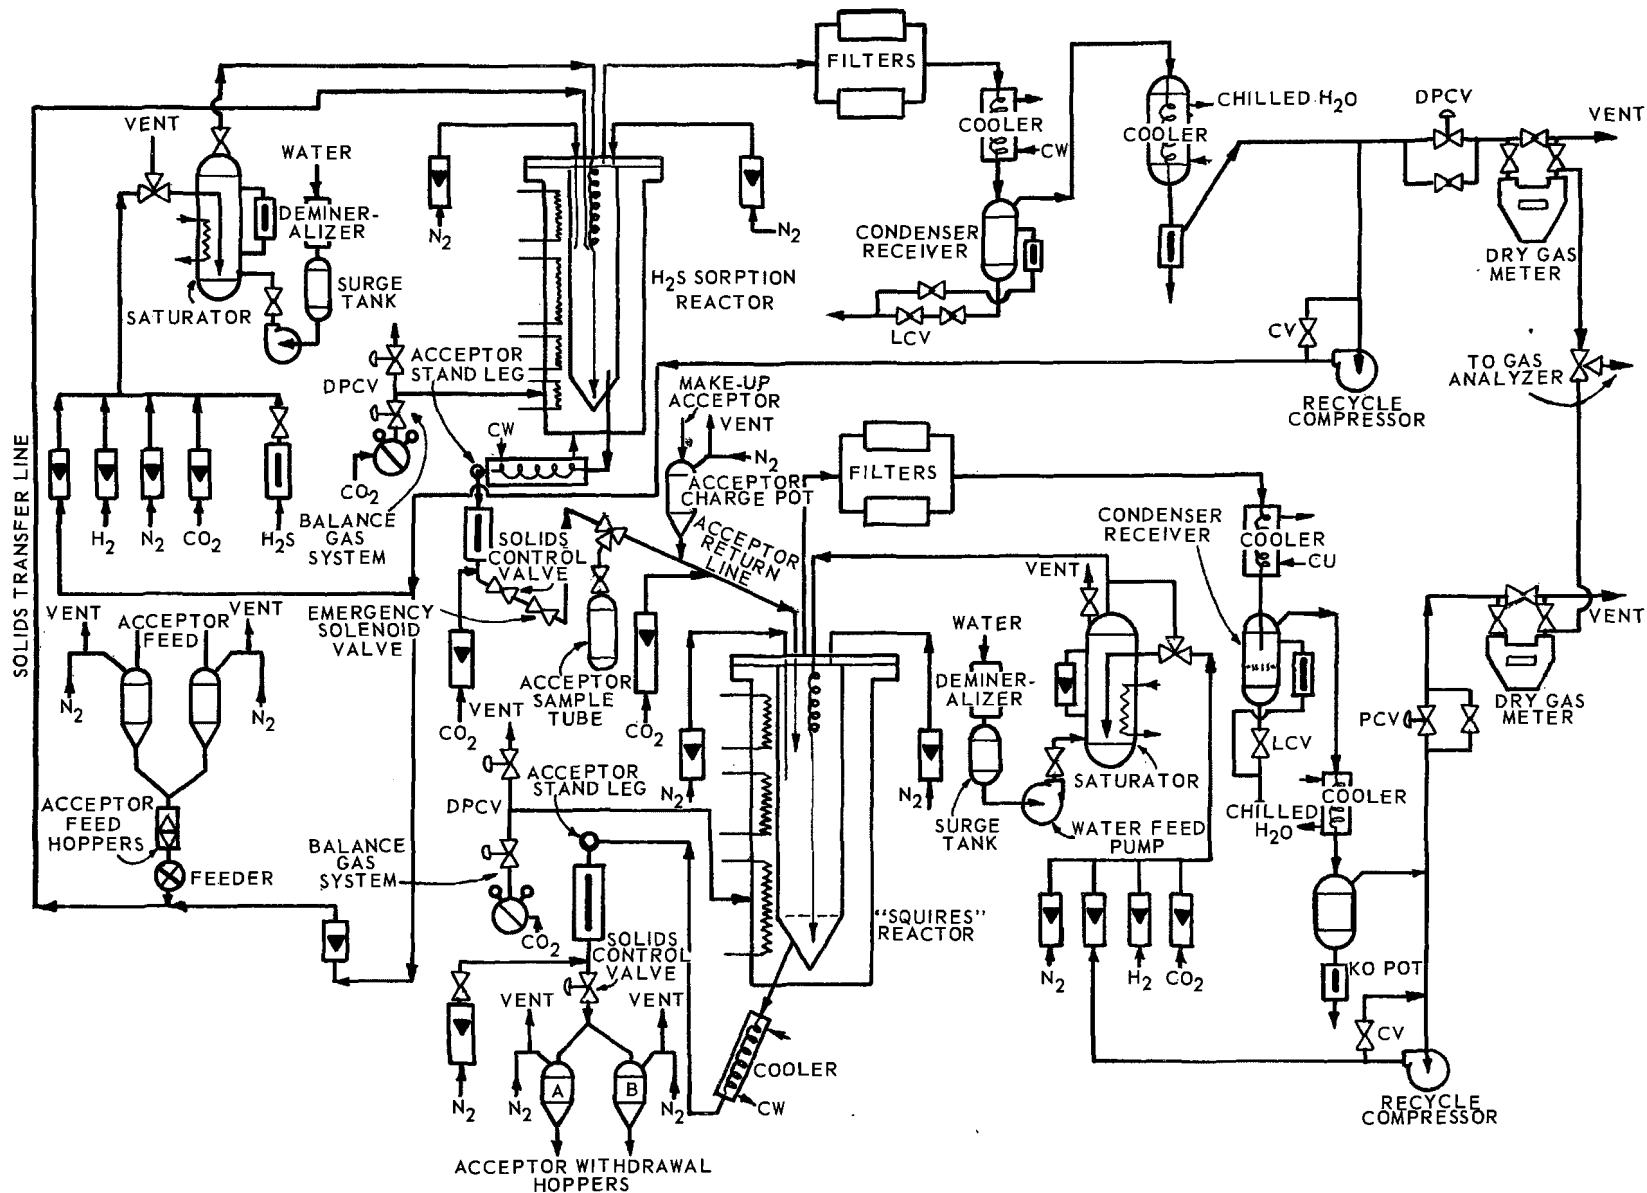 FILTERS
VENT
WATER
DEMINER-
ALIZER
SURGE
TANK
SATURATOR
N2
N2
H2S SORPTION
REACTOR
COOLER
CW
CONDENSER
RECEIVER
LCV
CHILLED H2O
COOLER
DPCV
VENT
DRY GAS
METER
CV
TO GAS
ANALYZER
RECYCLE
COMPRESSOR
ACCEPTOR
STAND LEG
DPCV
CW
CO2
BALANCE
GAS
SYSTEM
MAKE-UP
ACCEPTOR
VENT
N2
ACCEPTOR
CHARGE POT
FILTERS
SOLIDS TRANSFER LINE
H2
N2
CO2
H2S
SOLIDS
CONTROL
VALVE
ACCEPTOR
RETURN
LINE
EMERGENCY
SOLENOID
VALVE
ACCEPTOR
SAMPLE
TUBE
CO2
CO2
CONDENSER
RECEIVER
COOLER
CU
VENT
WATER
DEMINER-
ALIZER
SURGE
TANK
SATURATOR
WATER FEED
PUMP
LCV
CHILLED
H2O
COOLER
VENT
DRY GAS
METER
PCV
VENT
ACCEPTOR
FEED
VENT
N2
N2
ACCEPTOR
FEED
HOPPERS
FEEDER
VENT
ACCEPTOR
STAND LEG
DPCV
BALANCE
GAS
SYSTEM
CO2
N2
N2
"SQUIRES"
REACTOR
SOLIDS
CONTROL
VALVE
VENT
VENT
N2
N2
A
B
N2
COOLER
CW
ACCEPTOR WITHDRAWAL
HOPPERS
N2
H2
CO2
KO POT
CV
RECYCLE
COMPRESSOR